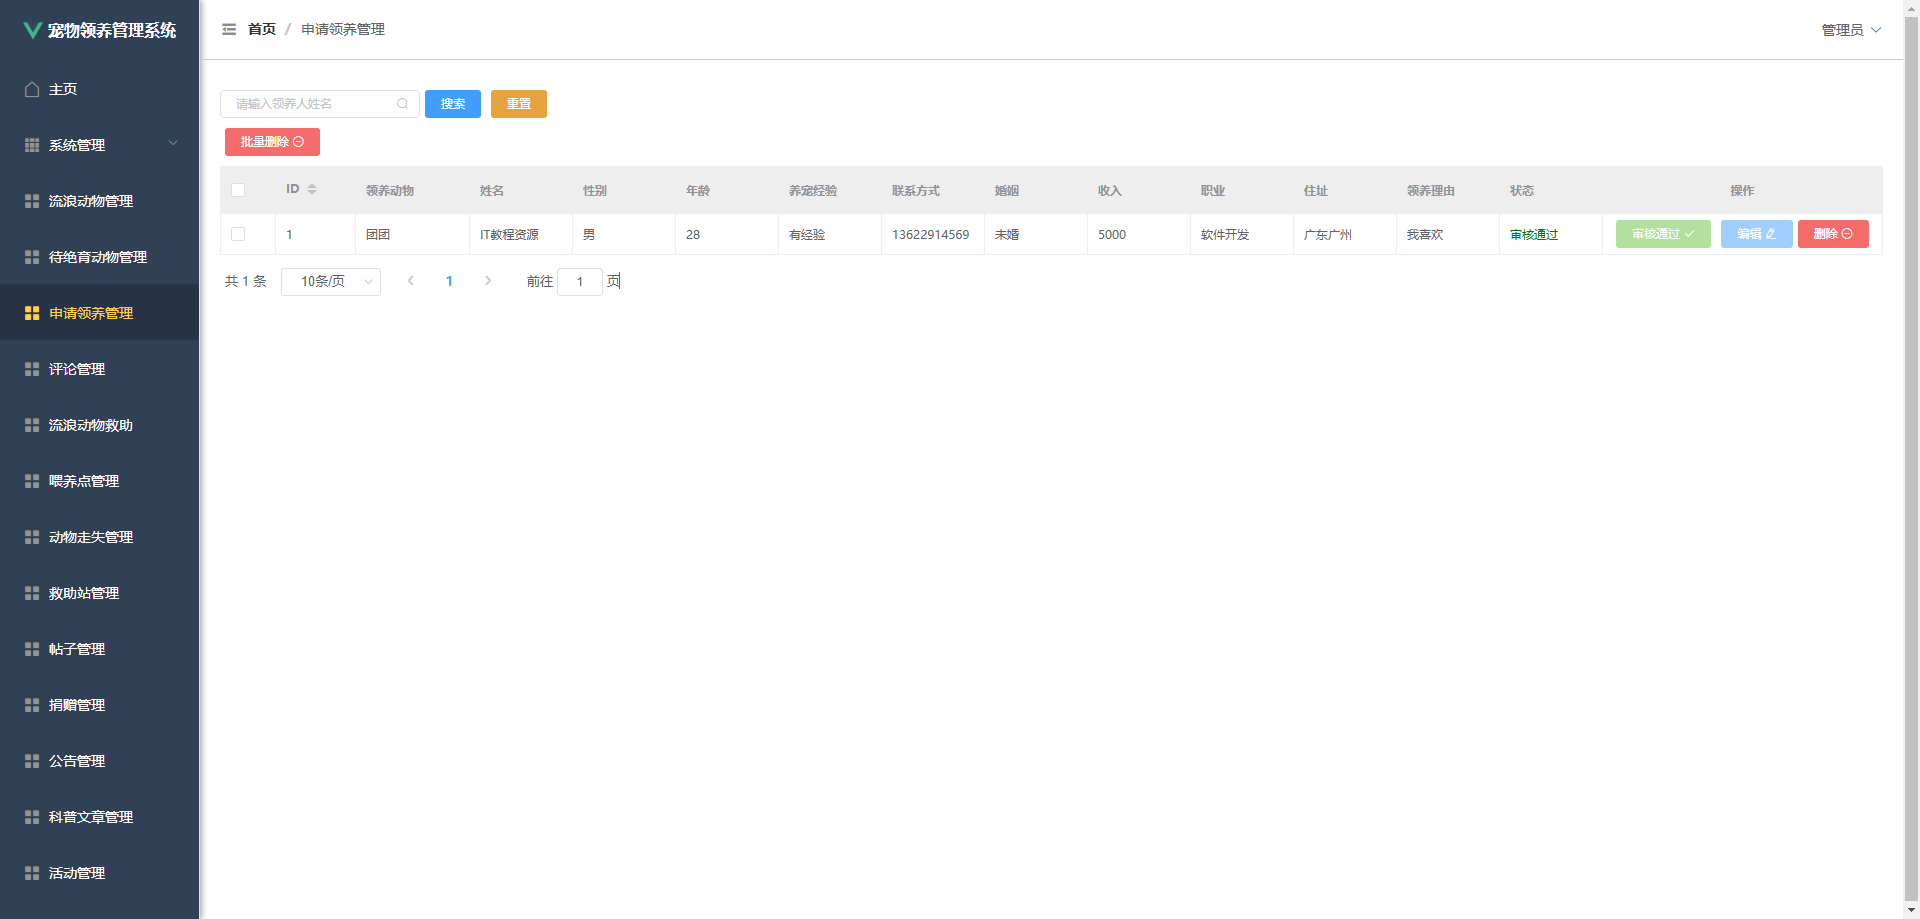 宠物领养管理系统
主页
系统管理
流浪动物管理
待绝育动物管理
申请领养管理
评论管理
流浪动物救助
喂养点管理
动物走失管理
救助站管理
帖子管理
捐赠管理
公告管理
科普文章管理
活动管理
首页 / 申请领养管理
管理员
请输入领养人姓名 搜索 重置
批量删除
ID 领养动物 姓名 性别 年龄 养宠经验 联系方式 婚姻 收入 职业 住址 领养理由 状态 操作
1 团团 IT教程资源 男 28 有经验 13622914569 未婚 5000 软件开发 广东广州 我喜欢 审核通过 审核通过 编辑 删除
共 1 条 10条/页 1 前往 1 页